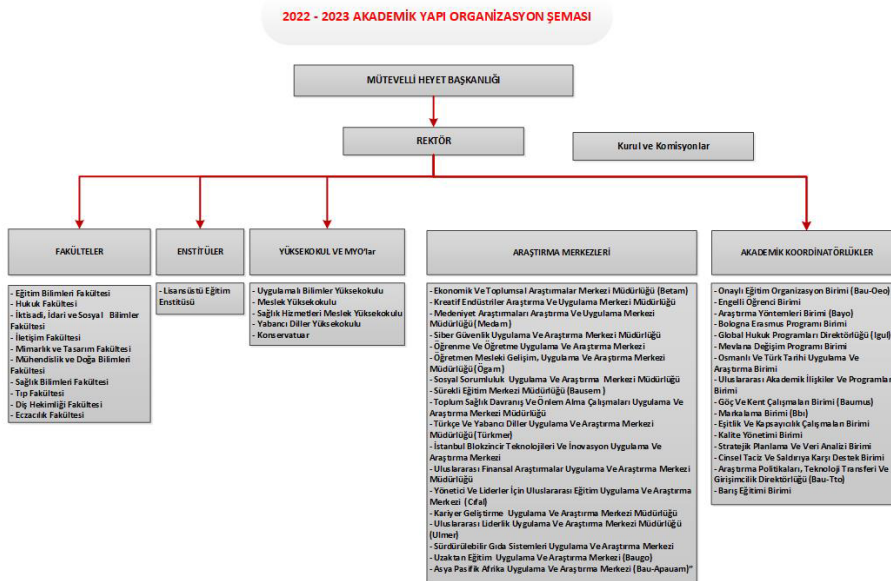 2022 - 2023 AKADEMİK YAPI ORGANİZASYON ŞEMASI
MÜTEVELLİ HEYET BAŞKANLIĞI
REKTÖR
Kurul ve Komisyonlar
FAKÜLTELER
- Eğitim Bilimleri Fakültesi
- Hukuk Fakültesi
- İktisadi, İdari ve Sosyal Bilimler
Fakültesi
- İletişim Fakültesi
- Mimarlık ve Tasarım Fakültesi
- Mühendislik ve Doğa Bilimleri
Fakültesi
- Sağlık Bilimleri Fakültesi
- Tıp Fakültesi
- Diş Hekimliği Fakültesi
- Eczacılık Fakültesi
ENSTİTÜLER
- Lisansüstü Eğitim
Enstitüsü
YÜKSEKOKUL VE MYO'lar
- Uygulamalı Bilimler Yüksekokulu
- Meslek Yüksekokulu
- Sağlık Hizmetleri Meslek Yüksekokulu
- Yabancı Diller Yüksekokulu
- Konservatuar
ARAŞTIRMA MERKEZLERİ
- Ekonomik Ve Toplumsal Araştırmalar Merkezi Müdürlüğü (Betam)
- Kreatif Endüstriler Araştırma Ve Uygulama Merkezi Müdürlüğü
- Medeniyet Araştırmaları Araştırma Ve Uygulama Merkezi
Müdürlüğü (Medam)
- Siber Güvenlik Uygulama Ve Araştırma Merkezi Müdürlüğü
- Öğrenme Ve Öğretme Uygulama Ve Araştırma Merkezi
- Öğretmen Mesleki Gelişim, Uygulama Ve Araştırma Merkezi
Müdürlüğü (Ögam)
- Sosyal Sorumluluk Uygulama Ve Araştırma Merkezi Müdürlüğü
- Sürekli Eğitim Merkezi Müdürlüğü (Bausem )
- Toplum Sağlık Davranış Ve Önlem Alma Çalışmaları Uygulama Ve
Araştırma Merkezi Müdürlüğü
- Türkçe Ve Yabancı Diller Uygulama Ve Araştırma Merkezi
Müdürlüğü (Türkmer)
- İstanbul Blokzincir Teknolojileri Ve İnovasyon Uygulama Ve
Araştırma Merkezi
- Uluslararası Finansal Araştırmalar Uygulama Ve Araştırma Merkezi
Müdürlüğü
- Yönetici Ve Liderler İçin Uluslararası Eğitim Uygulama Ve Araştırma
Merkezi (Cıfal)
- Kariyer Geliştirme Uygulama Ve Araştırma Merkezi Müdürlüğü
- Uluslararası Liderlik Uygulama Ve Araştırma Merkezi Müdürlüğü
(Ulmer)
- Sürdürülebilir Gıda Sistemleri Uygulama Ve Araştırma Merkezi
- Uzaktan Eğitim Uygulama Ve Araştırma Merkezi (Baugo)
- Asya Pasifik Afrika Uygulama Ve Araştırma Merkezi (Bau-Apauam)"
AKADEMİK KOORDİNATÖRLÜKLER
- Onaylı Eğitim Organizasyon Birimi (Bau-Oeo)
- Engelli Öğrenci Birimi
- Araştırma Yöntemleri Birimi (Bayo)
- Bologna Erasmus Programı Birimi
- Global Hukuk Programları Direktörlüğü (Igul)
- Mevlana Değişim Programı Birimi
- Osmanlı Ve Türk Tarihi Uygulama Ve
Araştırma Birimi
- Uluslararası Akademik İlişkiler Ve Programlar
Birimi
- Göç Ve Kent Çalışmaları Birimi (Baumus)
- Markalama Birimi (Bbı)
- Eşitlik Ve Kapsayıcılık Çalışmaları Birimi
- Kalite Yönetimi Birimi
- Stratejik Planlama Ve Veri Analizi Birimi
- Cinsel Taciz Ve Saldırıya Karşı Destek Birimi
- Araştırma Politikaları, Teknoloji Transferi Ve
Girişimcilik Direktörlüğü (Bau-Tto)
- Barış Eğitimi Birimi